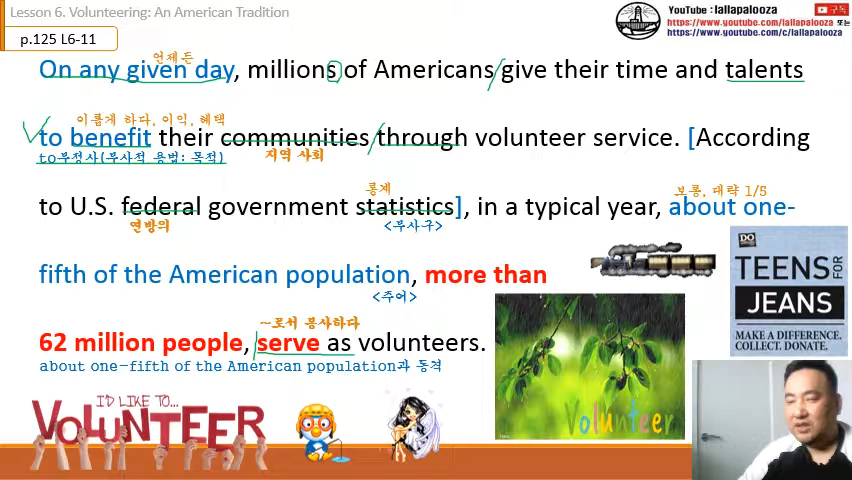 Lesson 6. Volunteering: An American Tradition
YouTube : lallapalooza
구독
https://www.youtube.com/lallapalooza 또는
https://www.youtube.com/c/lallapalooza
p.125 L6-11
언제든
On any given day, millions of Americans give their time and talents
이롭게 하다, 이익, 혜택
to benefit their communities through volunteer service. [According
to부정사(부사적 용법: 목적)
지역 사회
통계
보통, 대략 1/5
to U.S. federal government statistics], in a typical year, about one-
연방의
<부사구>
fifth of the American population, more than
<주어>
~로서 봉사하다
62 million people, serve as volunteers.
about one-fifth of the American population과 동격
DO
TEENS FOR
JEANS
MAKE A DIFFERENCE.
COLLECT. DONATE.
I'D LIKE TO...
VOLUNTEER
Volunteer